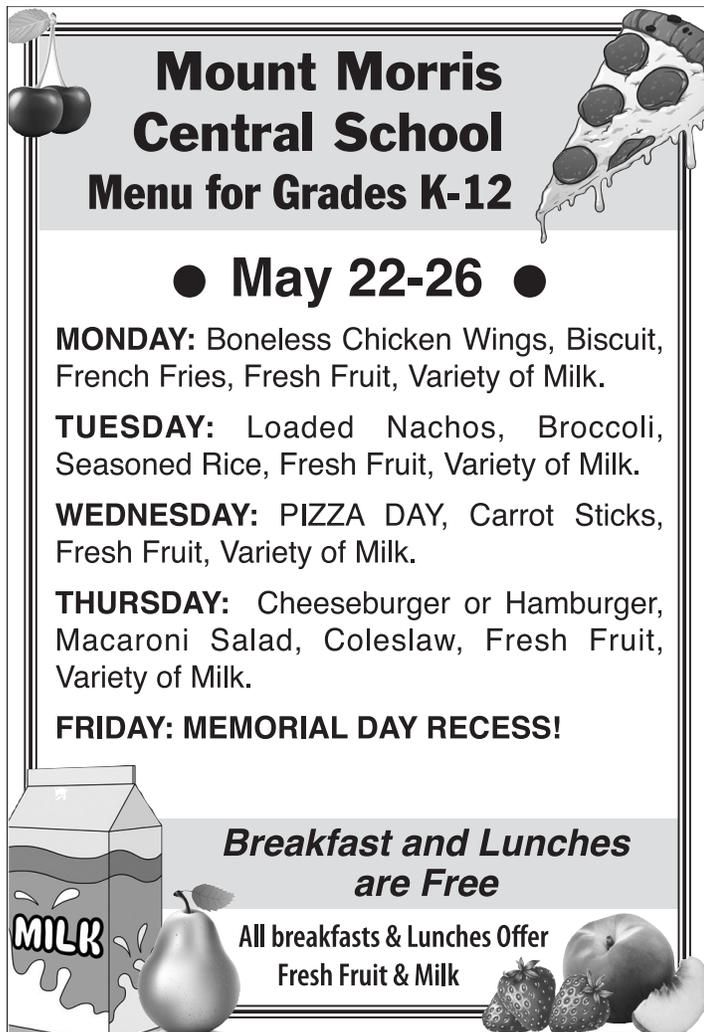 Mount Morris
Central School
Menu for Grades K-12
● May 22-26 ●
MONDAY: Boneless Chicken Wings, Biscuit,
French Fries, Fresh Fruit, Variety of Milk.
TUESDAY: Loaded Nachos, Broccoli,
Seasoned Rice, Fresh Fruit, Variety of Milk.
WEDNESDAY: PIZZA DAY, Carrot Sticks,
Fresh Fruit, Variety of Milk.
THURSDAY: Cheeseburger or Hamburger,
Macaroni Salad, Coleslaw, Fresh Fruit,
Variety of Milk.
FRIDAY: MEMORIAL DAY RECESS!
Breakfast and Lunches
are Free
MILK
All breakfasts & Lunches Offer
Fresh Fruit & Milk